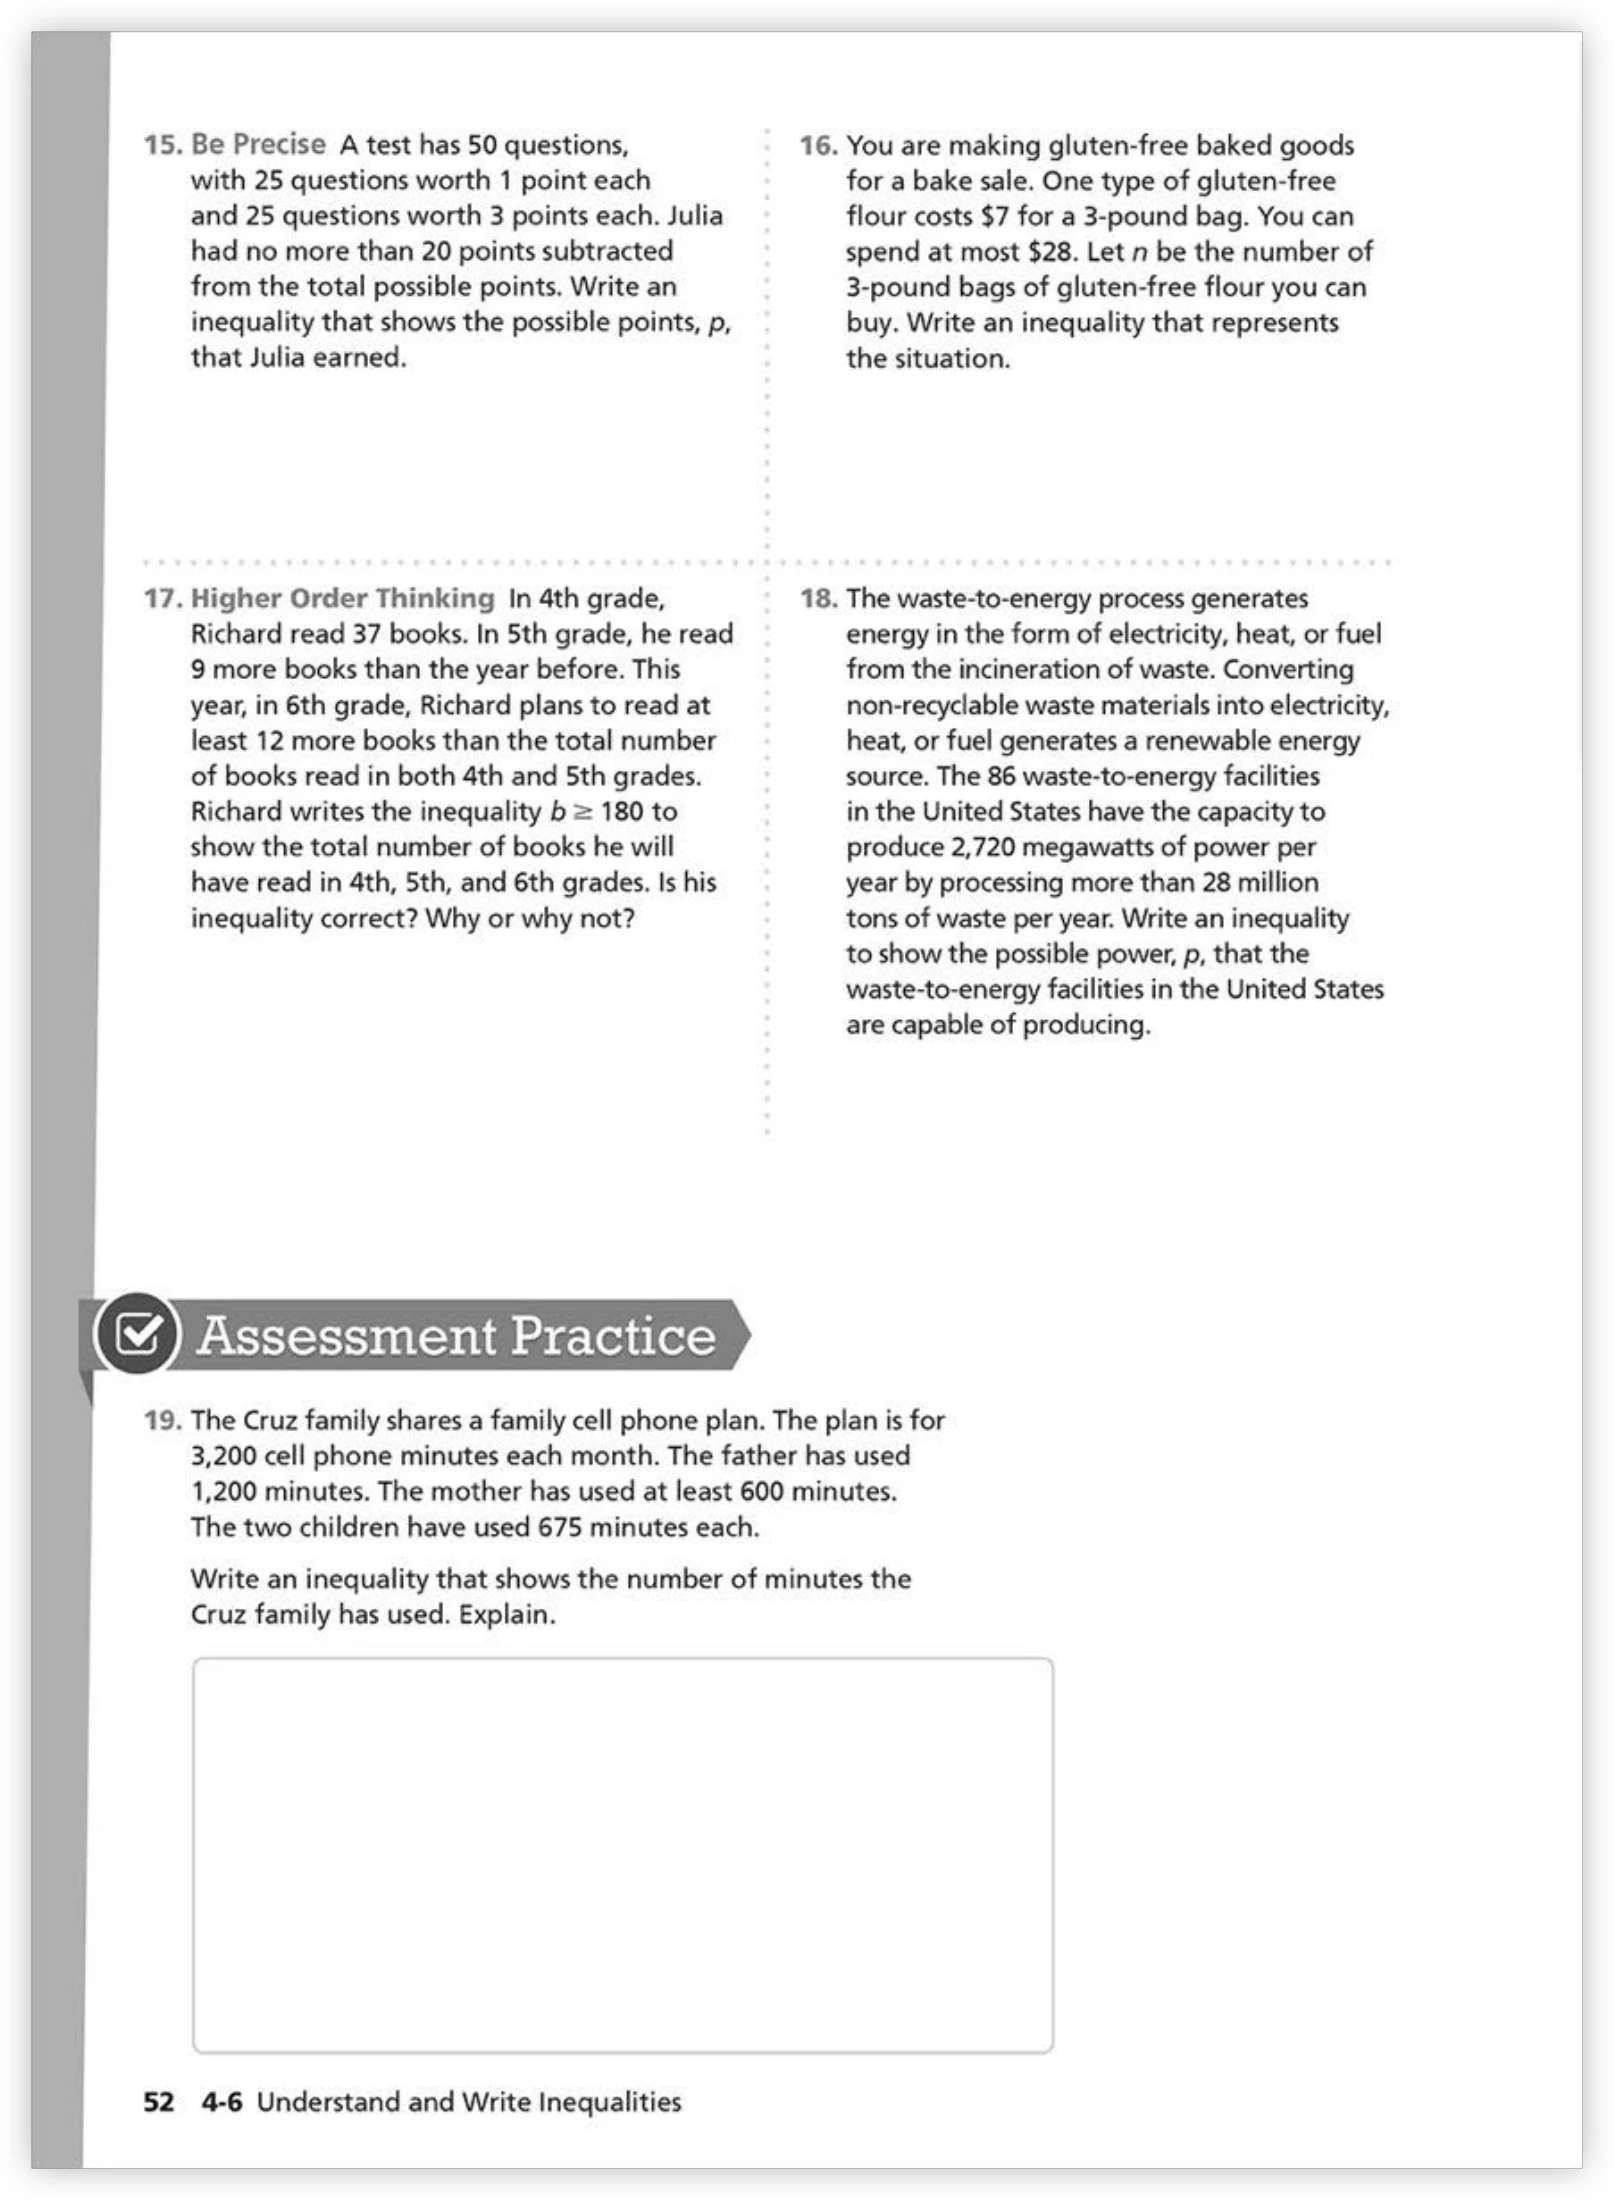 15. Be Precise A test has 50 questions,
with 25 questions worth 1 point each
and 25 questions worth 3 points each. Julia
had no more than 20 points subtracted
from the total possible points. Write an
inequality that shows the possible points, p,
that Julia earned.
16. You are making gluten-free baked goods
for a bake sale. One type of gluten-free
flour costs $7 for a 3-pound bag. You can
spend at most $28. Let n be the number of
3-pound bags of gluten-free flour you can
buy. Write an inequality that represents
the situation.
17. Higher Order Thinking In 4th grade,
Richard read 37 books. In 5th grade, he read
9 more books than the year before. This
year, in 6th grade, Richard plans to read at
least 12 more books than the total number
of books read in both 4th and 5th grades.
Richard writes the inequality b ≥ 180 to
show the total number of books he will
have read in 4th, 5th, and 6th grades. Is his
inequality correct? Why or why not?
18. The waste-to-energy process generates
energy in the form of electricity, heat, or fuel
from the incineration of waste. Converting
non-recyclable waste materials into electricity,
heat, or fuel generates a renewable energy
source. The 86 waste-to-energy facilities
in the United States have the capacity to
produce 2,720 megawatts of power per
year by processing more than 28 million
tons of waste per year. Write an inequality
to show the possible power, p, that the
waste-to-energy facilities in the United States
are capable of producing.
Assessment Practice
19. The Cruz family shares a family cell phone plan. The plan is for
3,200 cell phone minutes each month. The father has used
1,200 minutes. The mother has used at least 600 minutes.
The two children have used 675 minutes each.
Write an inequality that shows the number of minutes the
Cruz family has used. Explain.
52 4-6 Understand and Write Inequalities